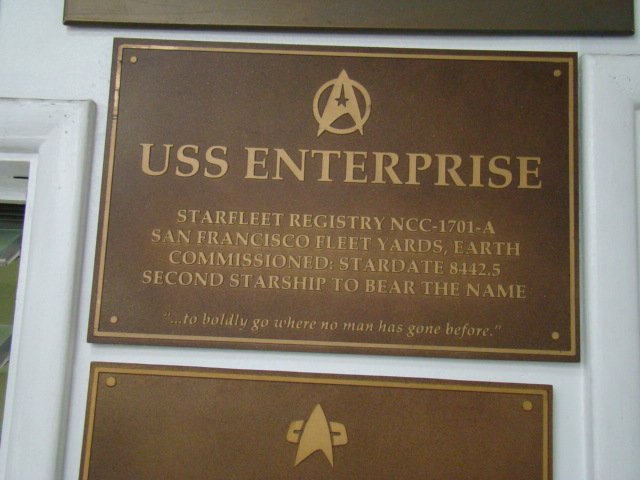 USS ENTERPRISE
STARFLEET REGISTRY NCC-1701-A
SAN FRANCISCO FLEET YARDS, EARTH
COMMISSIONED: STARDATE 8442.5
SECOND STARSHIP TO BEAR THE NAME
"...to boldly go where no man has gone before."